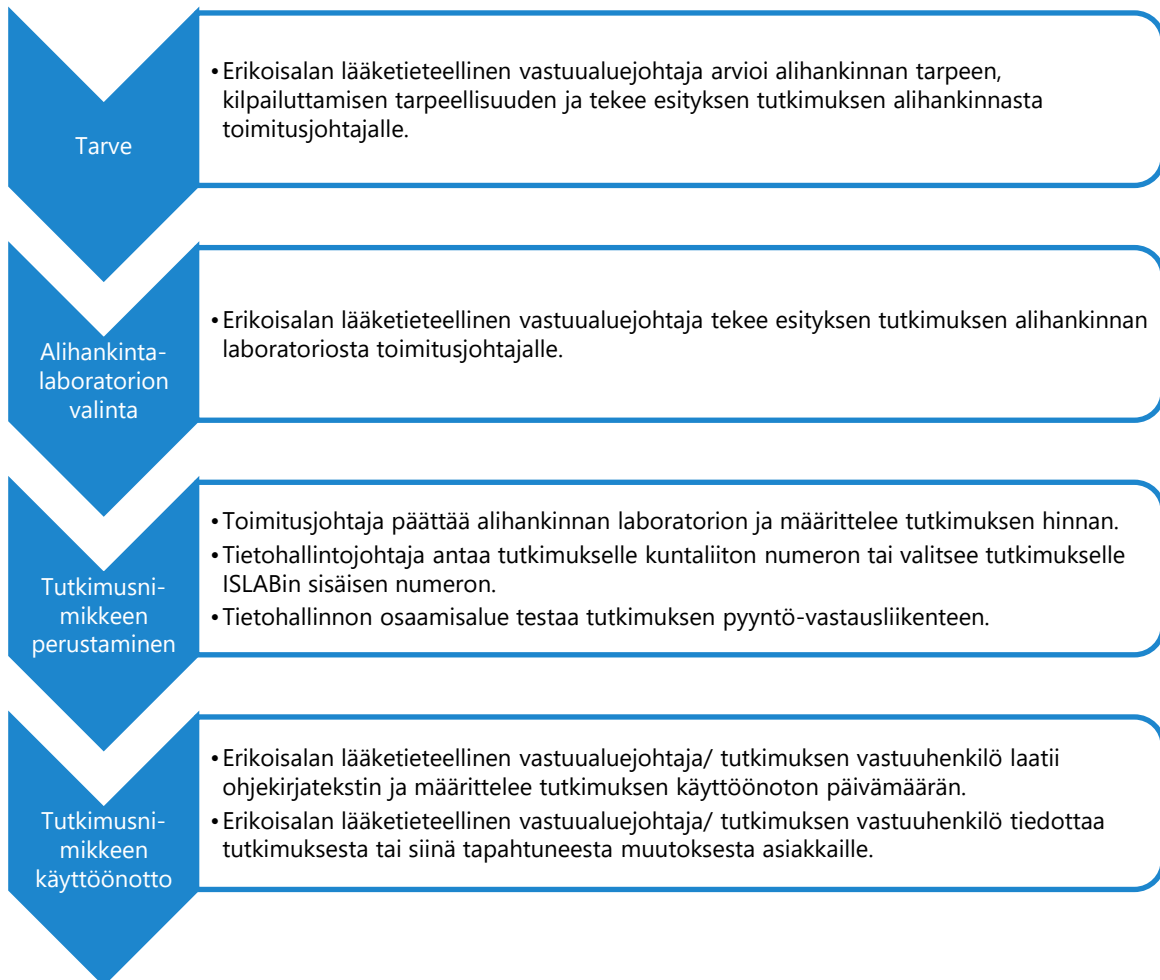 Tarve
•Erikoisalan lääketieteellinen vastuualuejohtaja arvioi alihankinnan tarpeen,
kilpailuttamisen tarpeellisuuden ja tekee esityksen tutkimuksen alihankinnasta
toimitusjohtajalle.
Alihankinta-
laboratorion
valinta
•Erikoisalan lääketieteellinen vastuualuejohtaja tekee esityksen tutkimuksen alihankinnan
laboratoriosta toimitusjohtajalle.
Tutkimusni-
mikkeen
perustaminen
•Toimitusjohtaja päättää alihankinnan laboratorion ja määrittelee tutkimuksen hinnan.
•Tietohallintojohtaja antaa tutkimukselle kuntaliiton numeron tai valitsee tutkimukselle
ISLABin sisäisen numeron.
•Tietohallinnon osaamisalue testaa tutkimuksen pyyntö-vastausliikenteen.
Tutkimusni-
mikkeen
käyttöönotto
•Erikoisalan lääketieteellinen vastuualuejohtaja/ tutkimuksen vastuuhenkilö laatii
ohjekirjatekstin ja määrittelee tutkimuksen käyttöönoton päivämäärän.
•Erikoisalan lääketieteellinen vastuualuejohtaja/ tutkimuksen vastuuhenkilö tiedottaa
tutkimuksesta tai siinä tapahtuneesta muutoksesta asiakkaille.